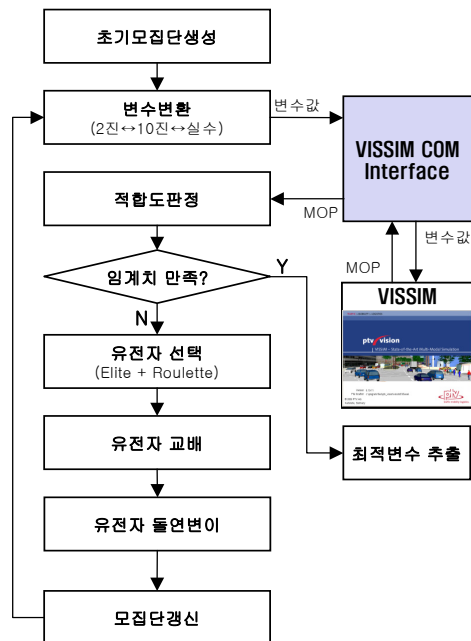 초기모집단생성
변수변환
(2진↔10진↔실수)
변수값
VISSIM COM
Interface
적합도판정
MOP
변수값
MOP
임계치 만족?
Y
N
VISSIM
ptv vision
유전자 선택
(Elite + Roulette)
유전자 교배
최적변수 추출
유전자 돌연변이
모집단갱신